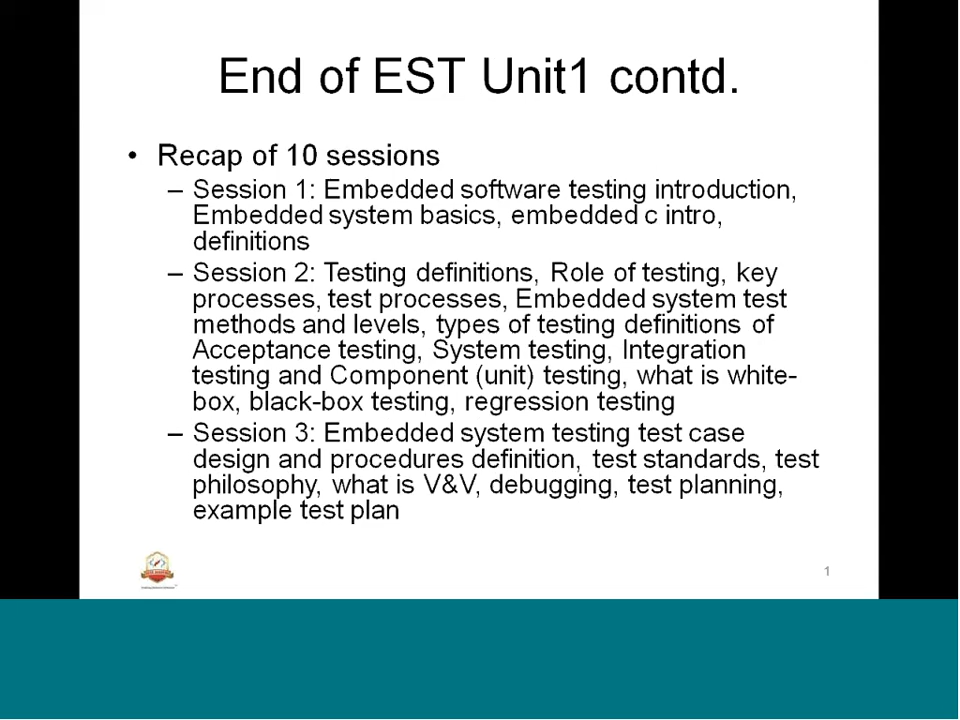 End of EST Unit1 contd.
• Recap of 10 sessions
– Session 1: Embedded software testing introduction,
Embedded system basics, embedded c intro,
definitions
– Session 2: Testing definitions, Role of testing, key
processes, test processes, Embedded system test
methods and levels, types of testing definitions of
Acceptance testing, System testing, Integration
testing and Component (unit) testing, what is white-
box, black-box testing, regression testing
– Session 3: Embedded system testing test case
design and procedures definition, test standards, test
philosophy, what is V&V, debugging, test planning,
example test plan
1